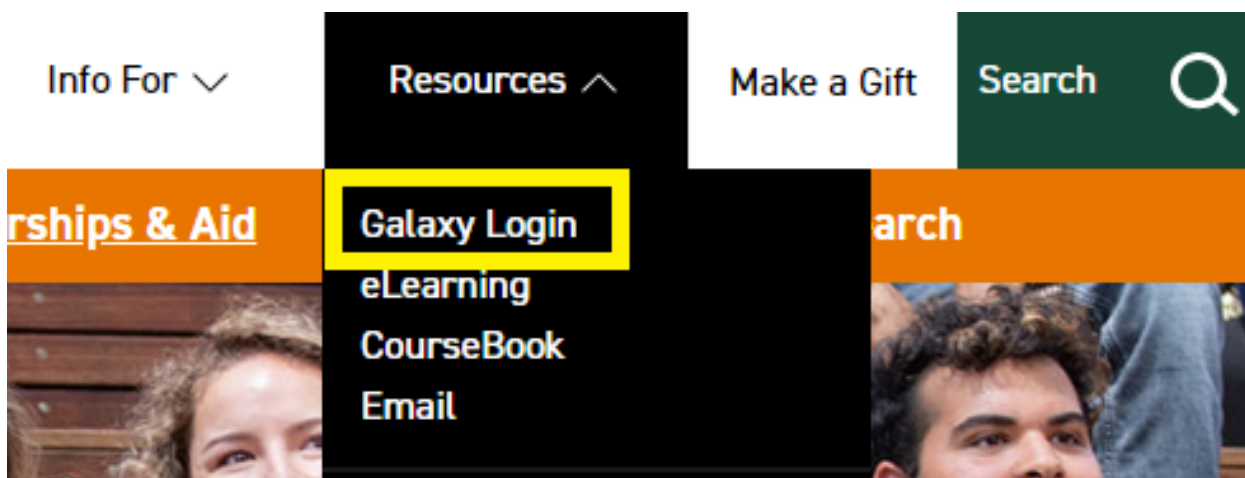 Info For
Resources
Make a Gift
Search
rships & Aid
Galaxy Login
arch
eLearning
CourseBook
Email